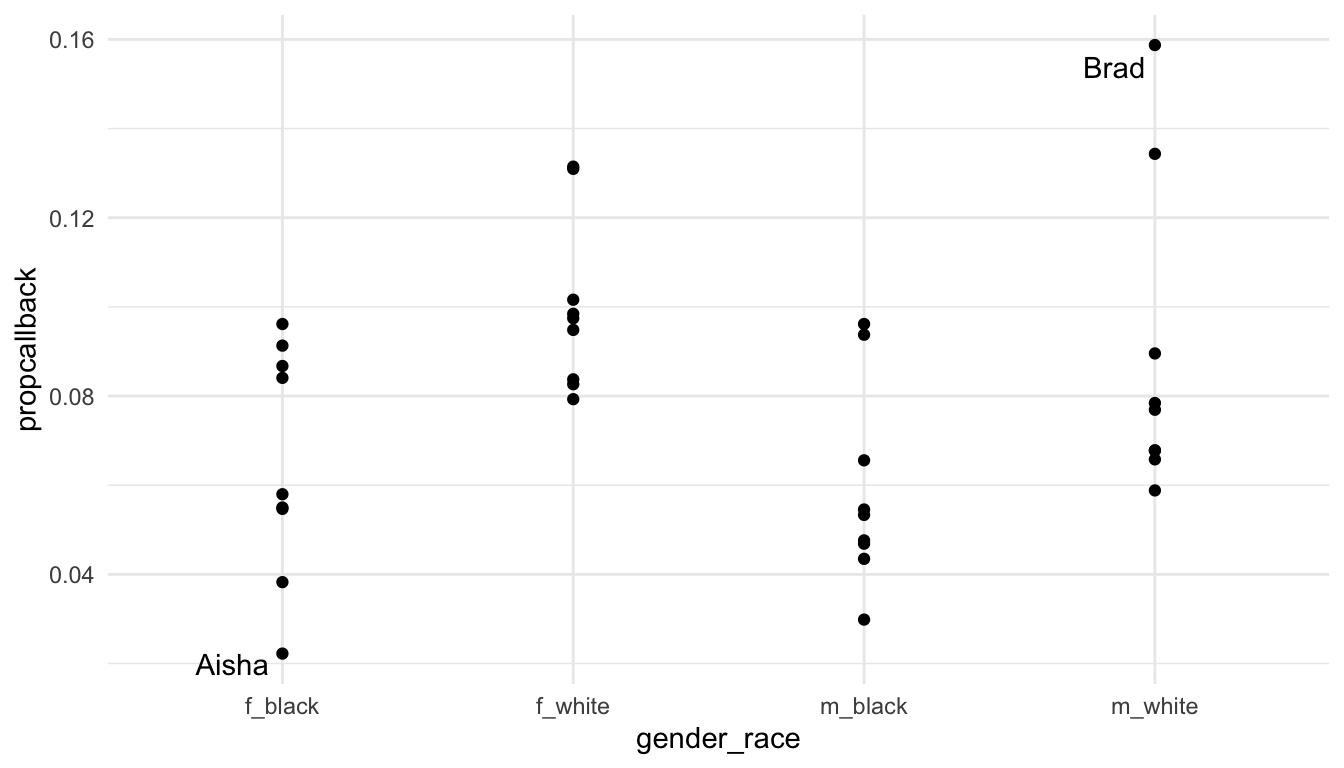 0.16
Brad
0.12
0.08
0.04
Aisha
f_black
f_white
m_black
m_white
gender_race
propcallback